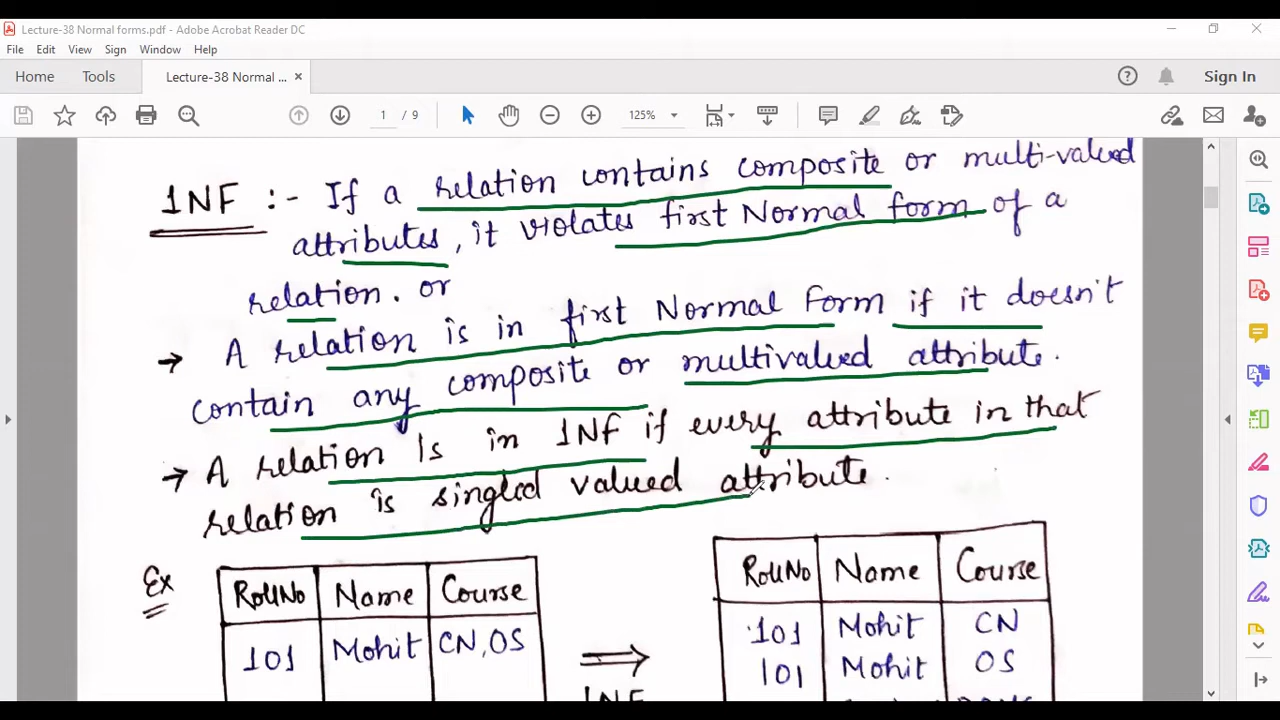 Lecture-38 Normal forms.pdf - Adobe Acrobat Reader DC
File Edit View Sign Window Help
Home Tools Lecture-38 Normal ... × Sign In
1 / 9 125%
1NF :- If a relation contains composite or multi-valued
attributes, it violates first Normal form of a
relation. or
→ A relation is in first Normal Form if it doesn't
contain any composite or multivalued attribute.
→ A relation Is in 1NF if every attribute in that
relation is singled valued attribute.
Ex
RollNo Name Course
101 Mohit CN, OS
⇒
1NF
RollNo Name Course
101 Mohit CN
101 Mohit OS